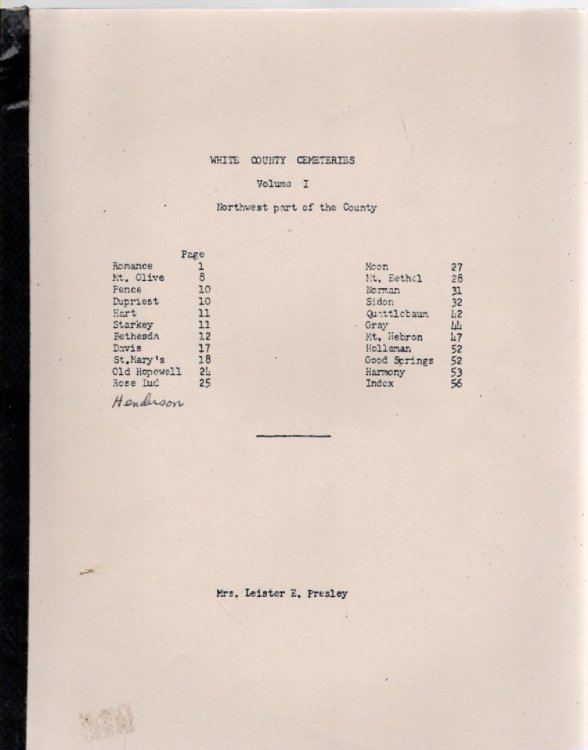 WHITE COUNTY CEMETERIES
Volume I
Northwest part of the County
Page
Romance 1
Mt. Olive 8
Pence 10
Dupriest 10
Hart 11
Starkey 11
Bethesda 12
Davis 17
St.Mary's 18
Old Hopewell 24
Rose Bud 25
Henderson
Moon 27
Mt. Bethel 28
Norman 31
Sidon 32
Quattlebaum 42
Gray 44
Mt. Hebron 47
Holleman 52
Good Springs 52
Harmony 53
Index 56
Mrs. Leister E. Presley